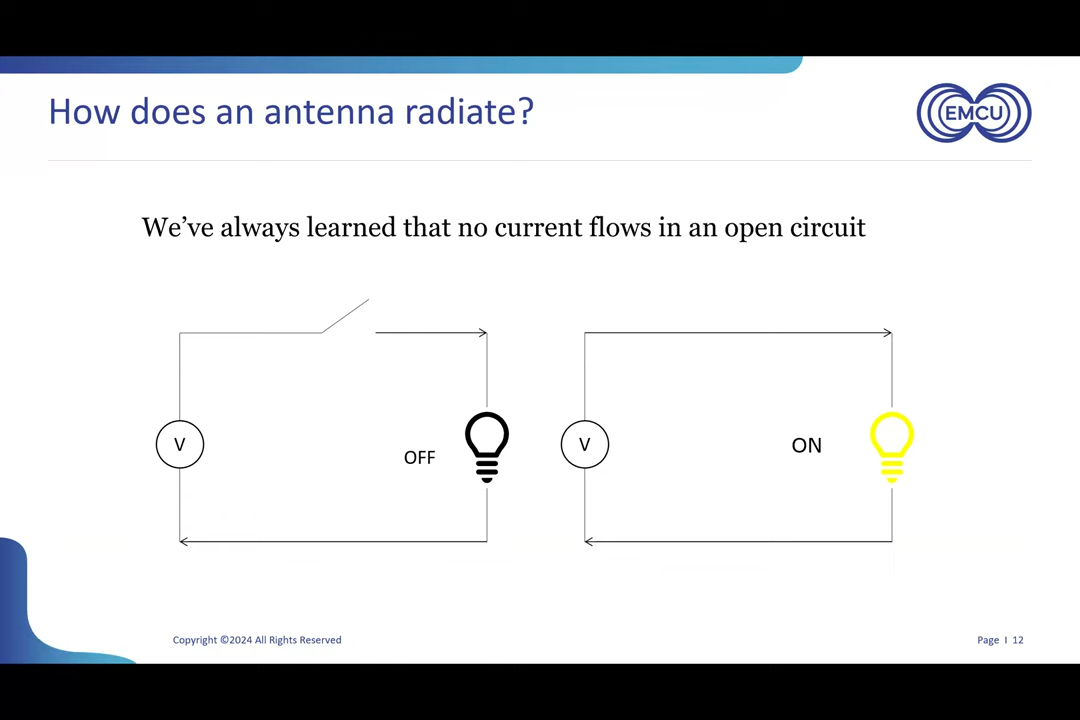 How does an antenna radiate?
EMCU
We’ve always learned that no current flows in an open circuit
V
OFF
V
ON
Copyright ©2024 All Rights Reserved
Page I 12